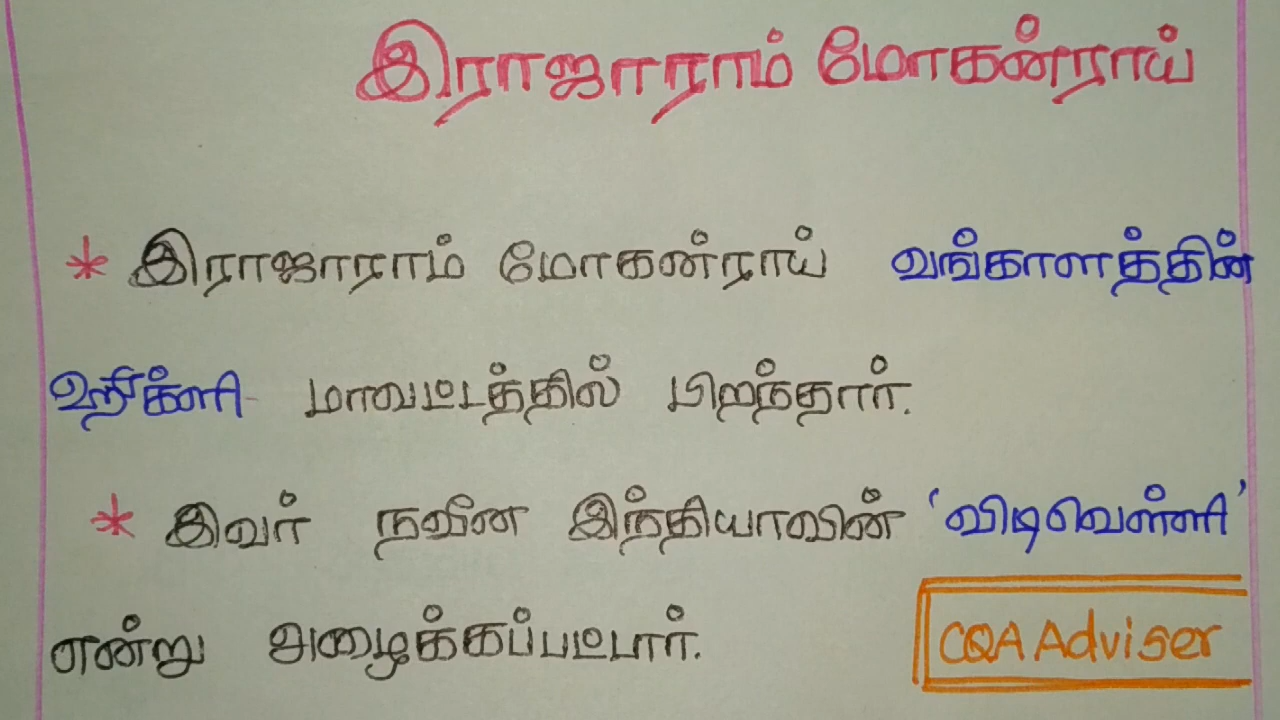 இராஜாராம் மோகன்ராய்
* இராஜாராம் மோகன்ராய் வங்காளத்தின்
ஹூக்ளி மாவட்டத்தில் பிறந்தார்.
* இவர் நவீன இந்தியாவின் 'விடிவெள்ளி'
என்று அழைக்கப்பட்டார்.
CQA Adviser